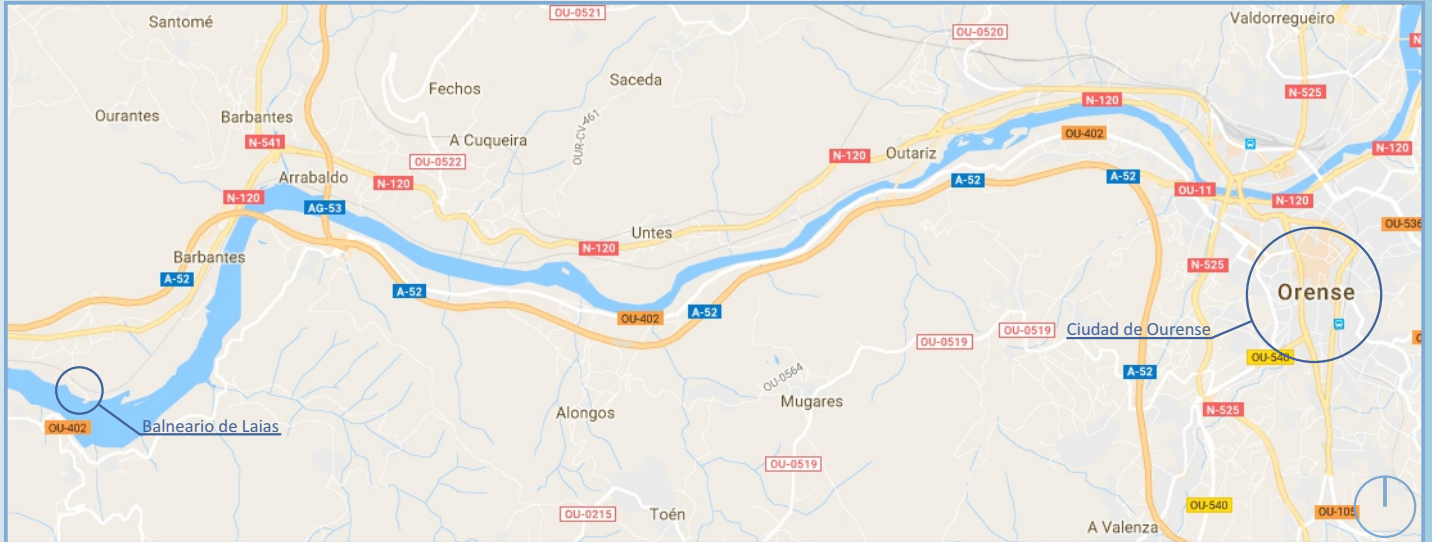 Santomé
OU-0521
Valdorregueiro
OU-0520
N
Saceda
Fechos
N-525
N-120
Ourantes
Barbantes
OUR-CV-461
OU-402
N-541
A Cuqueira
N-120
Outariz
N-120
OU-0522
Arrabaldo
N-120
A-52
A-52
OU-11
N-120
N-120
AG-53
OU-536
Untes
N-120
Barbantes
N-525
A-52
A-52
Orense
OU-402
A-52
Ciudad de Ourense
OU-0519
OU-0519
OU-540
OU-0564
A-52
Mugares
Alongos
N-525
OU-402
Balneario de Laias
OU-0519
OU-540
OU-0215
Toén
OU-105
A Valenza